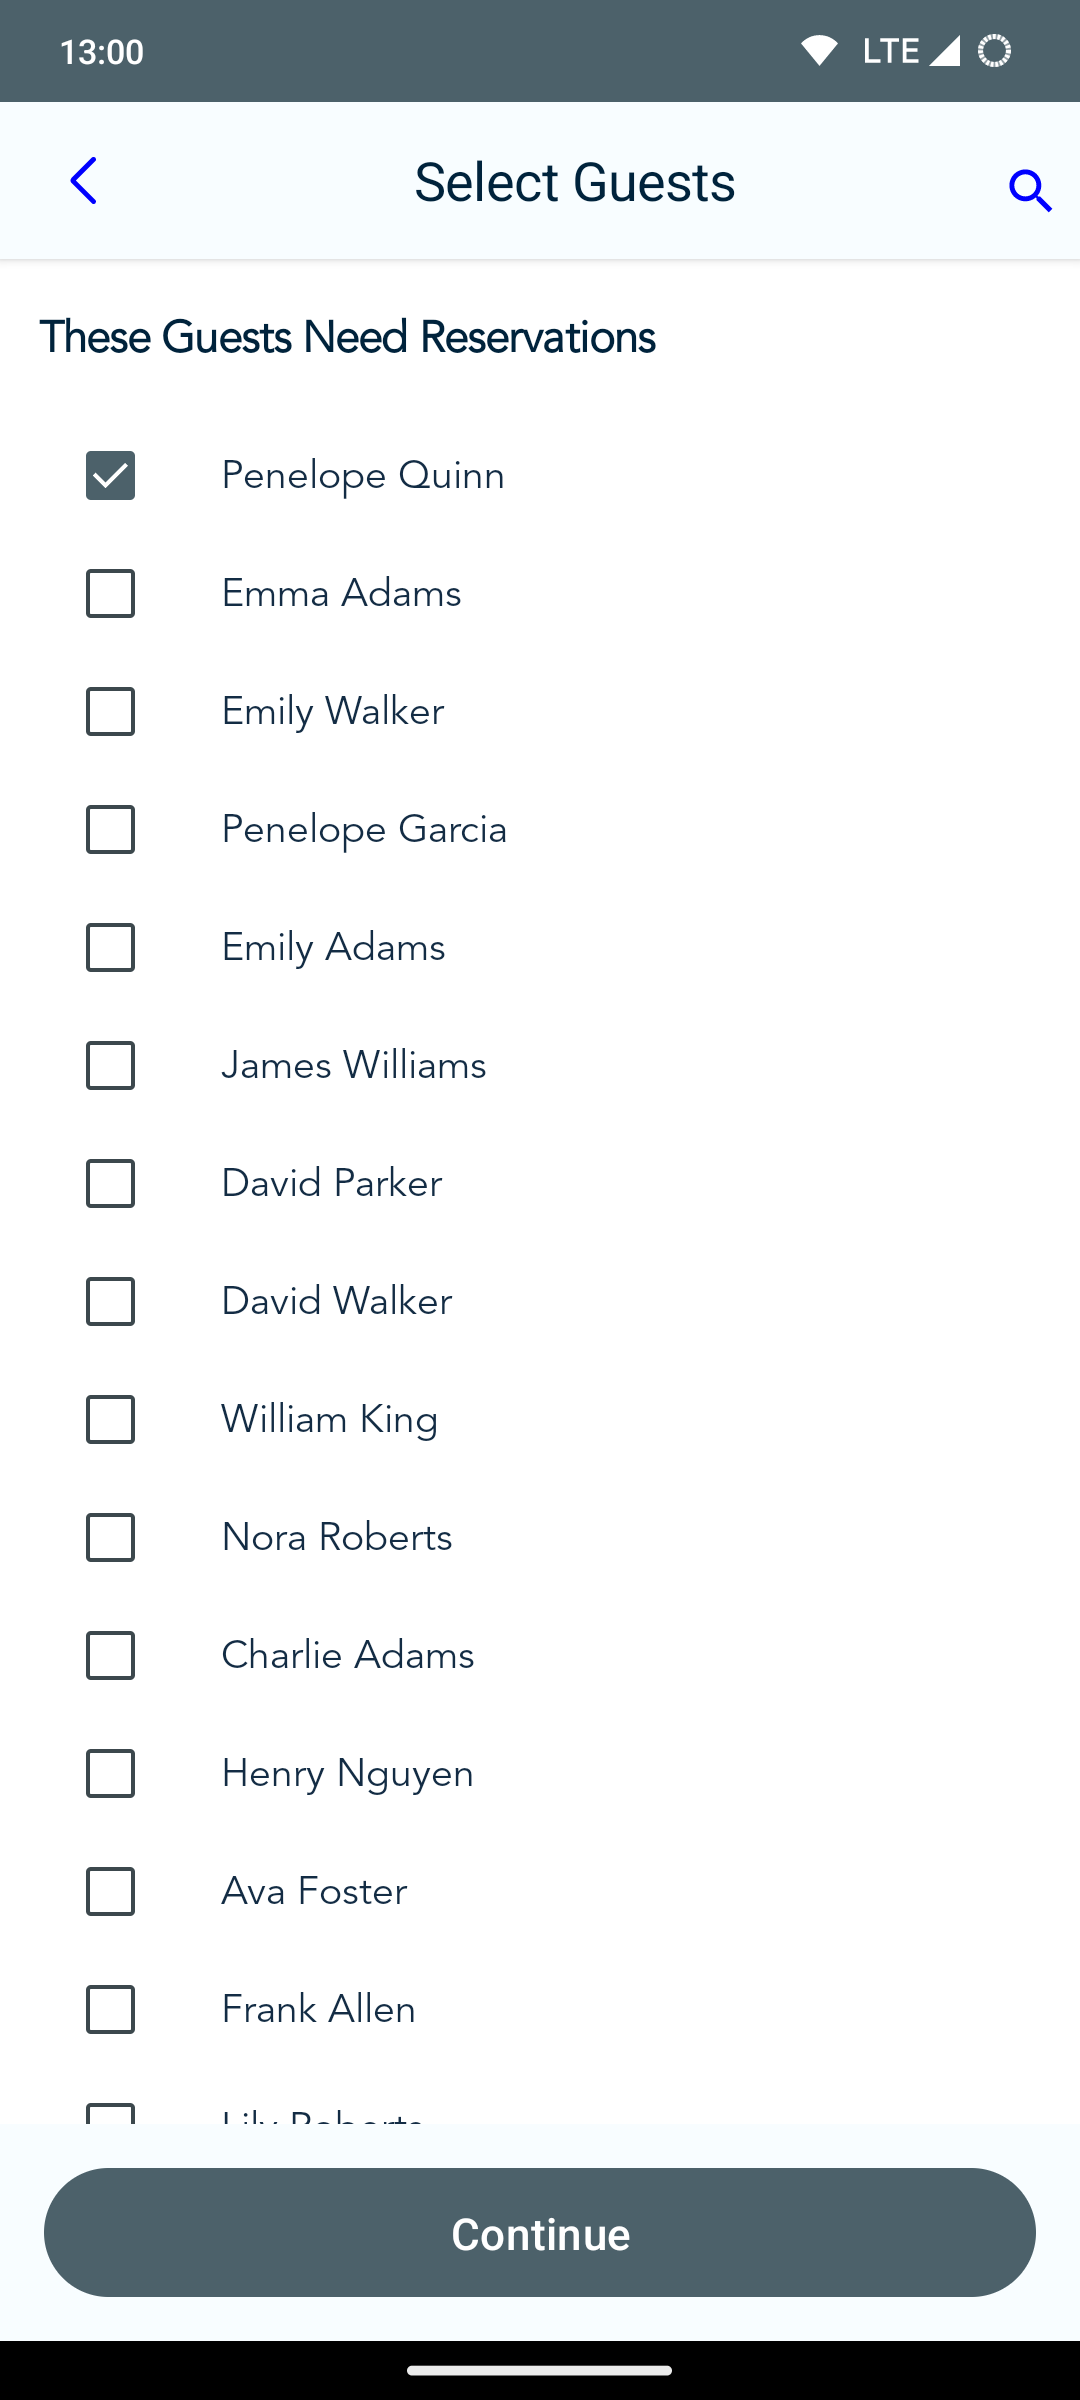 13:00 LTE
Select Guests
These Guests Need Reservations
Penelope Quinn
Emma Adams
Emily Walker
Penelope Garcia
Emily Adams
James Williams
David Parker
David Walker
William King
Nora Roberts
Charlie Adams
Henry Nguyen
Ava Foster
Frank Allen
Lily Roberts
Continue